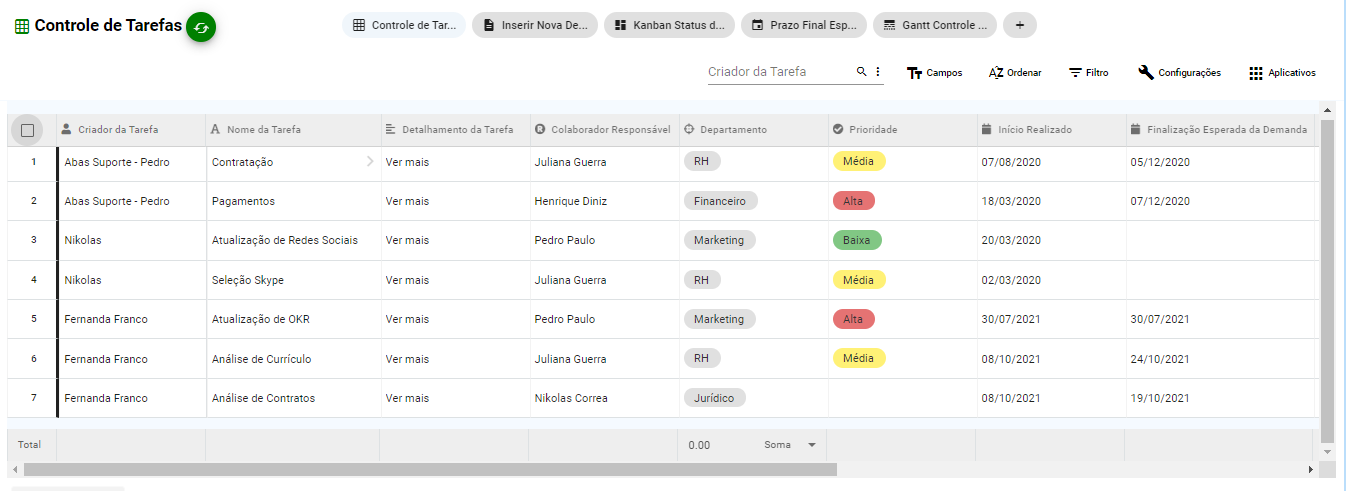 Controle de Tarefas
Controle de Tar... Inserir Nova De... Kanban Status d... Prazo Final Esp... Gantt Controle ... +
Criador da Tarefa Campos AZ Ordenar Filtro Configurações Aplicativos
Criador da Tarefa A Nome da Tarefa Detalhamento da Tarefa R Colaborador Responsável Departamento Prioridade Início Realizado Finalização Esperada da Demanda
1 Abas Suporte - Pedro Contratação Ver mais Juliana Guerra RH Média 07/08/2020 05/12/2020
2 Abas Suporte - Pedro Pagamentos Ver mais Henrique Diniz Financeiro Alta 18/03/2020 07/12/2020
3 Nikolas Atualização de Redes Sociais Ver mais Pedro Paulo Marketing Baixa 20/03/2020
4 Nikolas Seleção Skype Ver mais Juliana Guerra RH Média 02/03/2020
5 Fernanda Franco Atualização de OKR Ver mais Pedro Paulo Marketing Alta 30/07/2021 30/07/2021
6 Fernanda Franco Análise de Currículo Ver mais Juliana Guerra RH Média 08/10/2021 24/10/2021
7 Fernanda Franco Análise de Contratos Ver mais Nikolas Correa Jurídico 08/10/2021 19/10/2021
Total 0.00 Soma